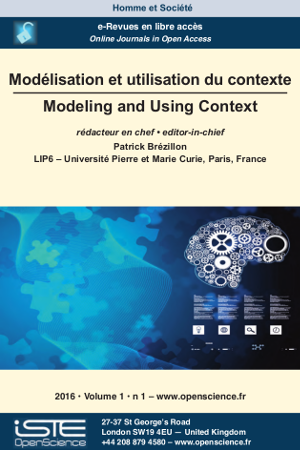 Homme et Société
e-Revues en libre accès
Online Journals in Open Access
Modélisation et utilisation du contexte
Modeling and Using Context
rédacteur en chef • editor-in-chief
Patrick Brézillon
LIP6 – Université Pierre et Marie Curie, Paris, France
2016 • Volume 1 • n 1 – www.openscience.fr
iSTE
OpenScience
27-37 St George's Road
London SW19 4EU — United Kingdom
+44 208 879 4580 – www.openscience.fr